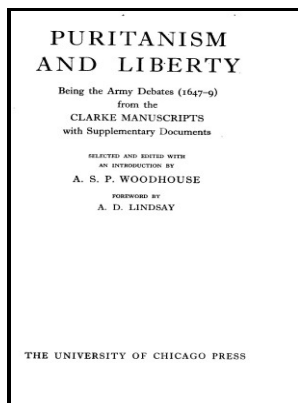 PURITANISM
AND LIBERTY
Being the Army Debates (1647–9)
from the
CLARKE MANUSCRIPTS
with Supplementary Documents
SELECTED AND EDITED WITH
AN INTRODUCTION BY
A. S. P. WOODHOUSE
FOREWORD BY
A. D. LINDSAY
THE UNIVERSITY OF CHICAGO PRESS